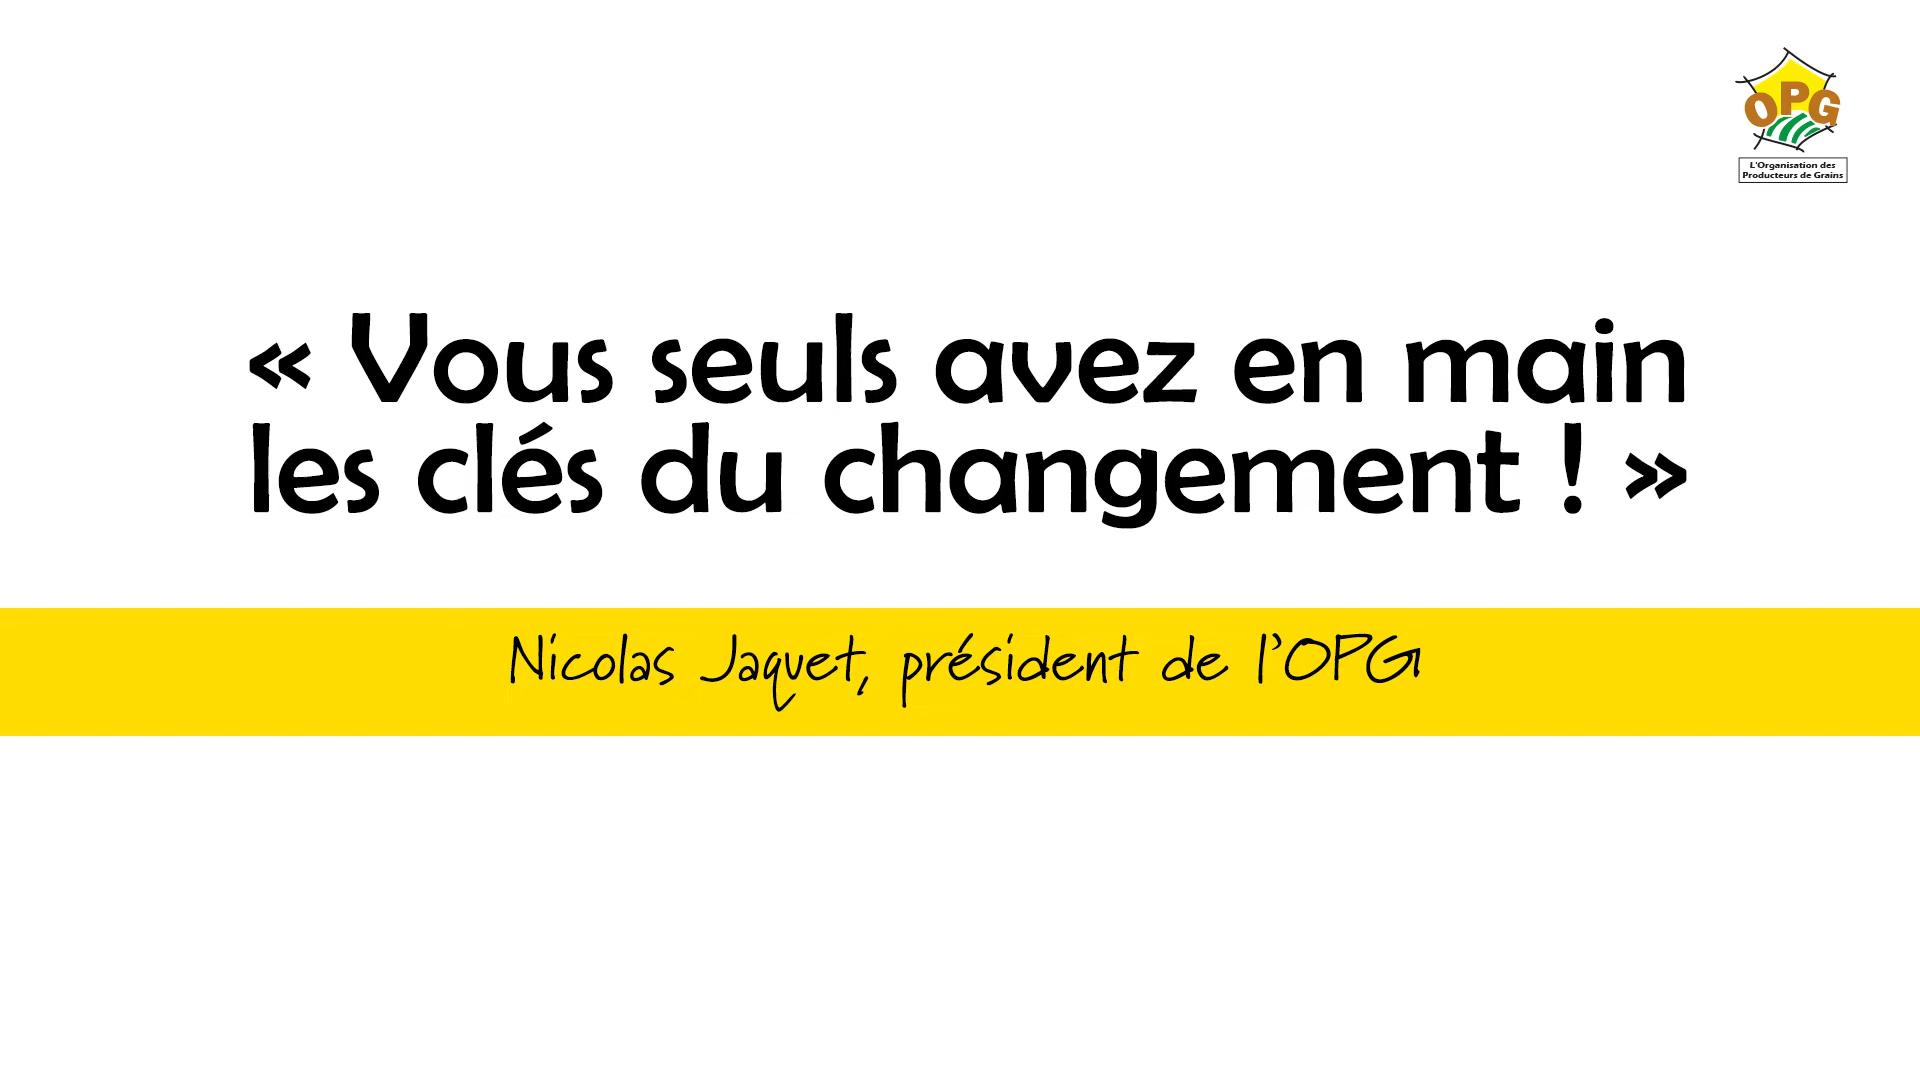 OPG
L'Organisation des
Producteurs de Grains
« Vous seuls avez en main
les clés du changement ! »
Nicolas Jaquet, président de l'OPG